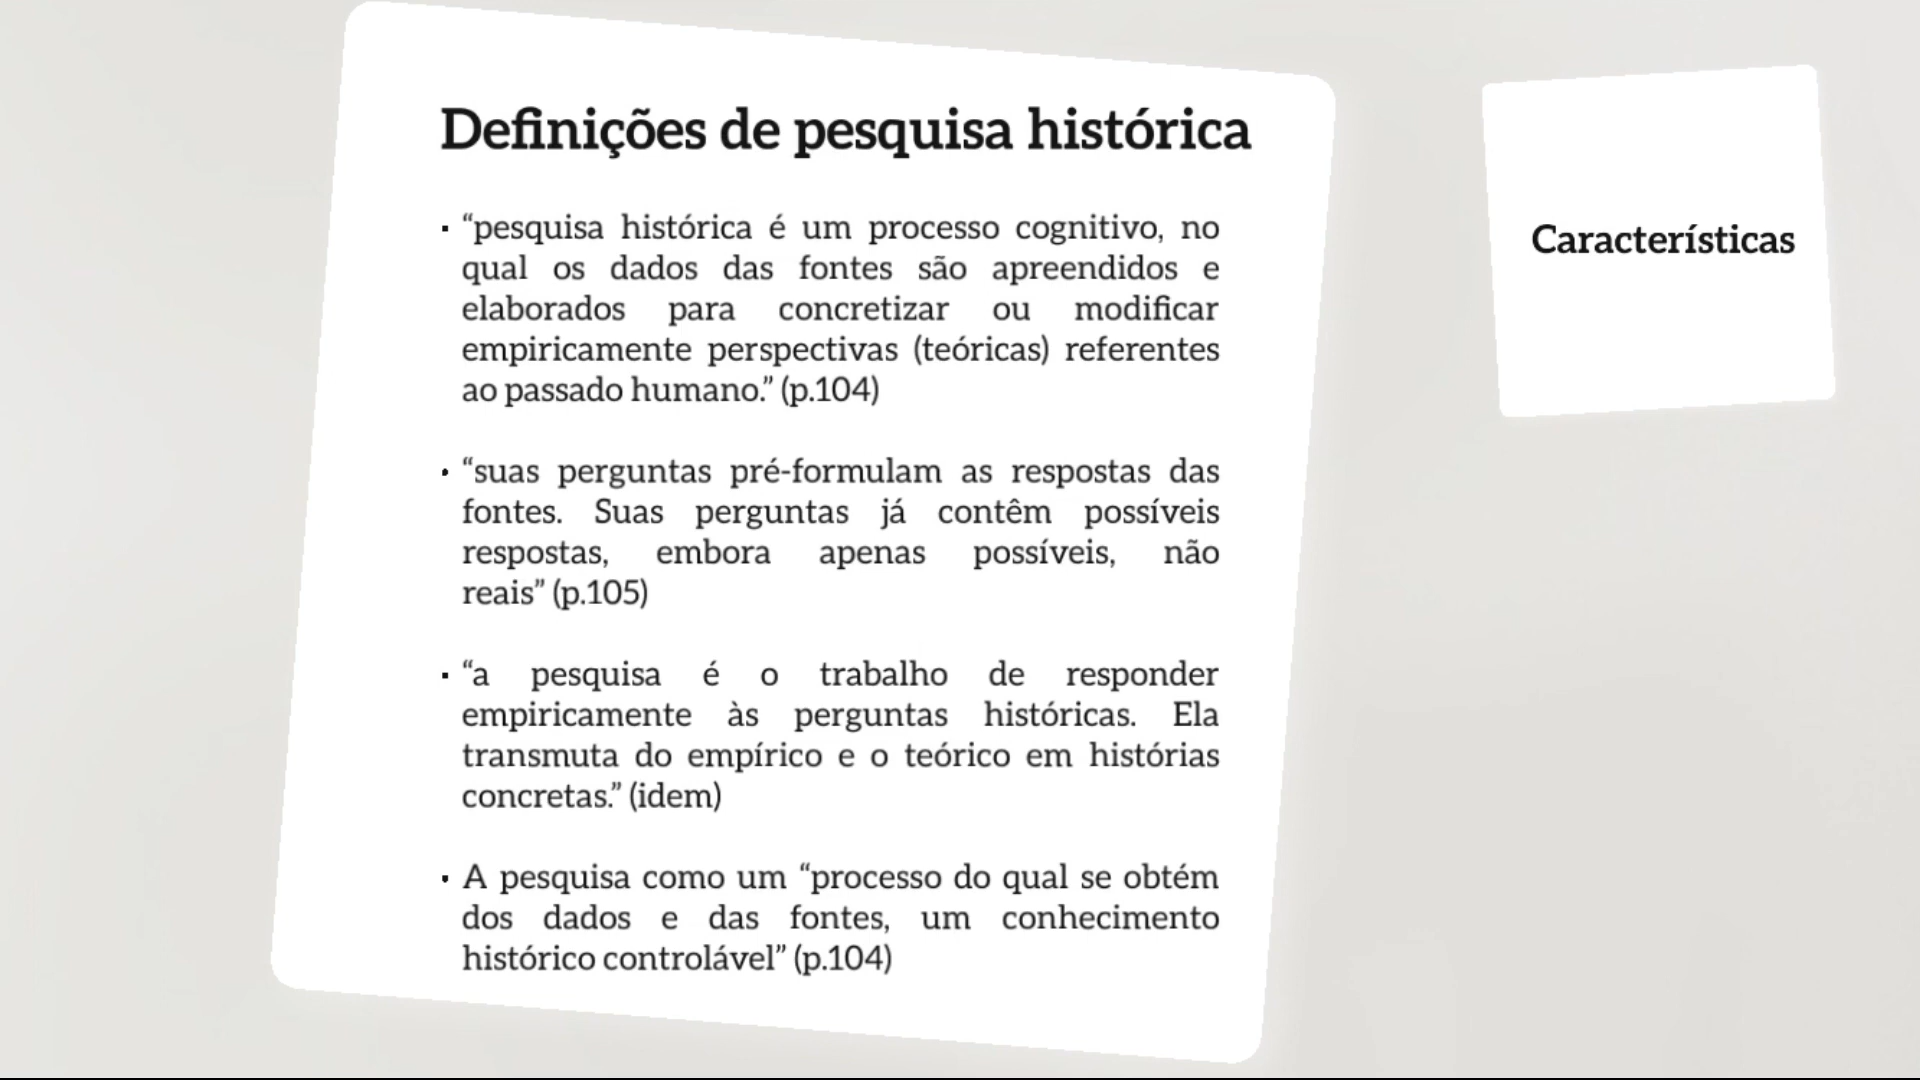 Definições de pesquisa histórica
▪ “pesquisa histórica é um processo cognitivo, no
qual os dados das fontes são apreendidos e
elaborados para concretizar ou modificar
empiricamente perspectivas (teóricas) referentes
ao passado humano.” (p.104)
• “suas perguntas pré-formulam as respostas das
fontes. Suas perguntas já contêm possíveis
respostas, embora apenas possíveis, não
reais” (p.105)
▪ “a pesquisa é o trabalho de responder
empiricamente às perguntas históricas. Ela
transmuta do empírico e o teórico em histórias
concretas.” (idem)
• A pesquisa como um “processo do qual se obtém
dos dados e das fontes, um conhecimento
histórico controlável” (p.104)
Características